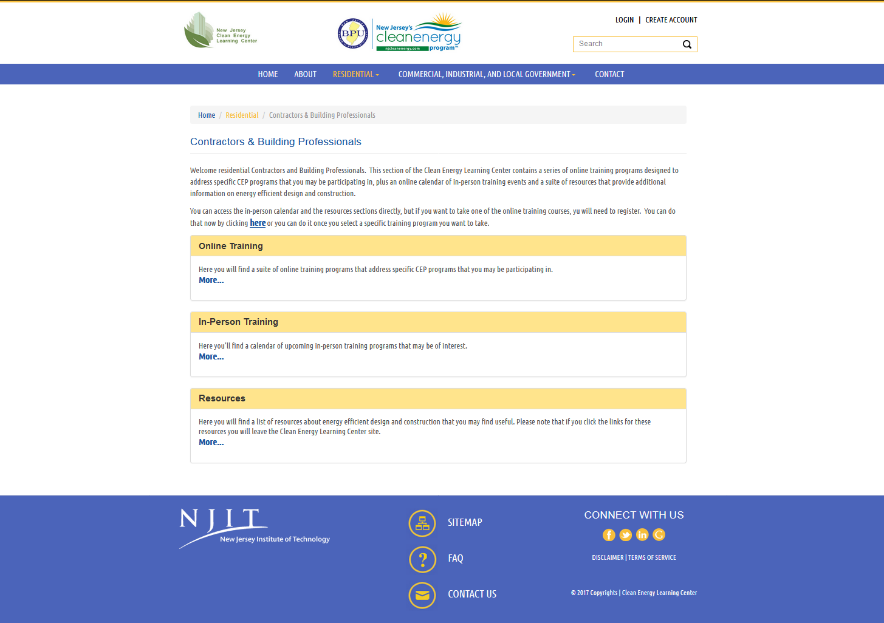 New Jersey
Clean Energy
Learning Center
BPU
New Jersey's
cleanenergy
program™
njcleanenergy.com
LOGIN | CREATE ACCOUNT
Search
HOME ABOUT RESIDENTIAL COMMERCIAL, INDUSTRIAL, AND LOCAL GOVERNMENT CONTACT
Home / Residential / Contractors & Building Professionals
Contractors & Building Professionals
Welcome residential Contractors and Building Professionals. This section of the Clean Energy Learning Center contains a series of online training programs designed to
address specific CEP programs that you may be participating in, plus an online calendar of in-person training events and a suite of resources that provide additional
information on energy efficient design and construction.
You can access the in-person calendar and the resources sections directly, but if you want to take one of the online training courses, yu will need to register. You can do
that now by clicking here or you can do it once you select a specific training program you want to take.
Online Training
Here you will find a suite of online training programs that address specific CEP programs that you may be participating in.
More...
In-Person Training
Here you'll find a calendar of upcoming in-person training programs that may be of interest.
More...
Resources
Here you will find a list of resources about energy efficient design and construction that you may find useful. Please note that if you click the links for these
resources you will leave the Clean Energy Learning Center site.
More...
NJIT
New Jersey Institute of Technology
SITEMAP
FAQ
CONTACT US
CONNECT WITH US
DISCLAIMER | TERMS OF SERVICE
© 2017 Copyrights | Clean Energy Learning Center